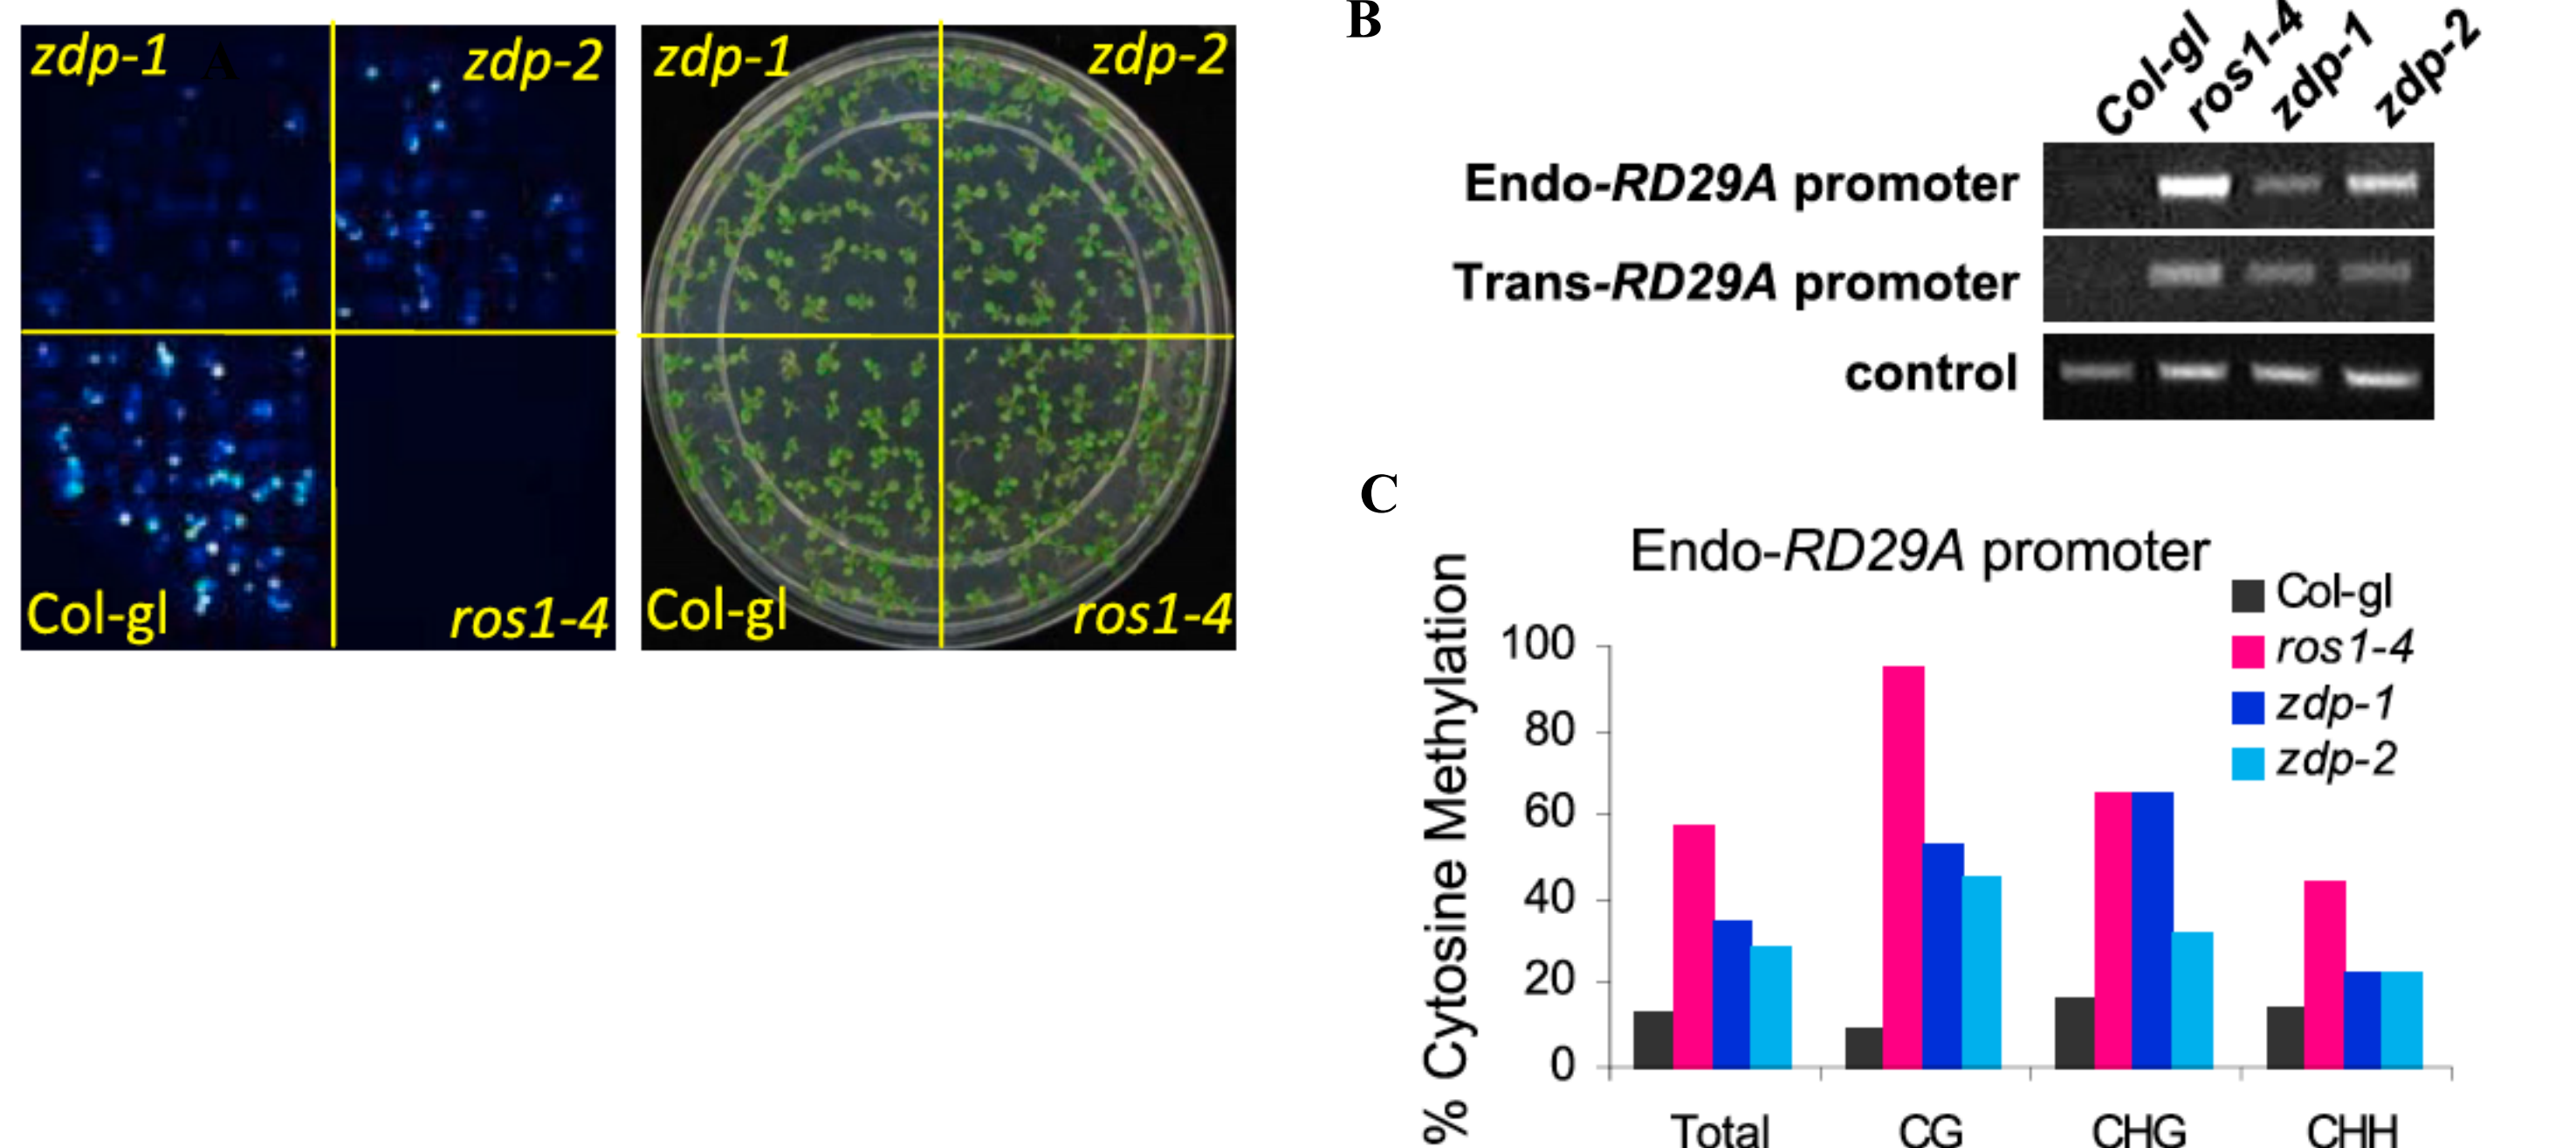 A
zdp-1
zdp-2
Col-gl
ros1-4
zdp-1
zdp-2
Col-gl
ros1-4
B
Col-gl
ros1-4
zdp-1
zdp-2
Endo-RD29A promoter
Trans-RD29A promoter
control
C
Endo-RD29A promoter
Col-gl
ros1-4
zdp-1
zdp-2
% Cytosine Methylation
100
80
60
40
20
0
Total
CG
CHG
CHH